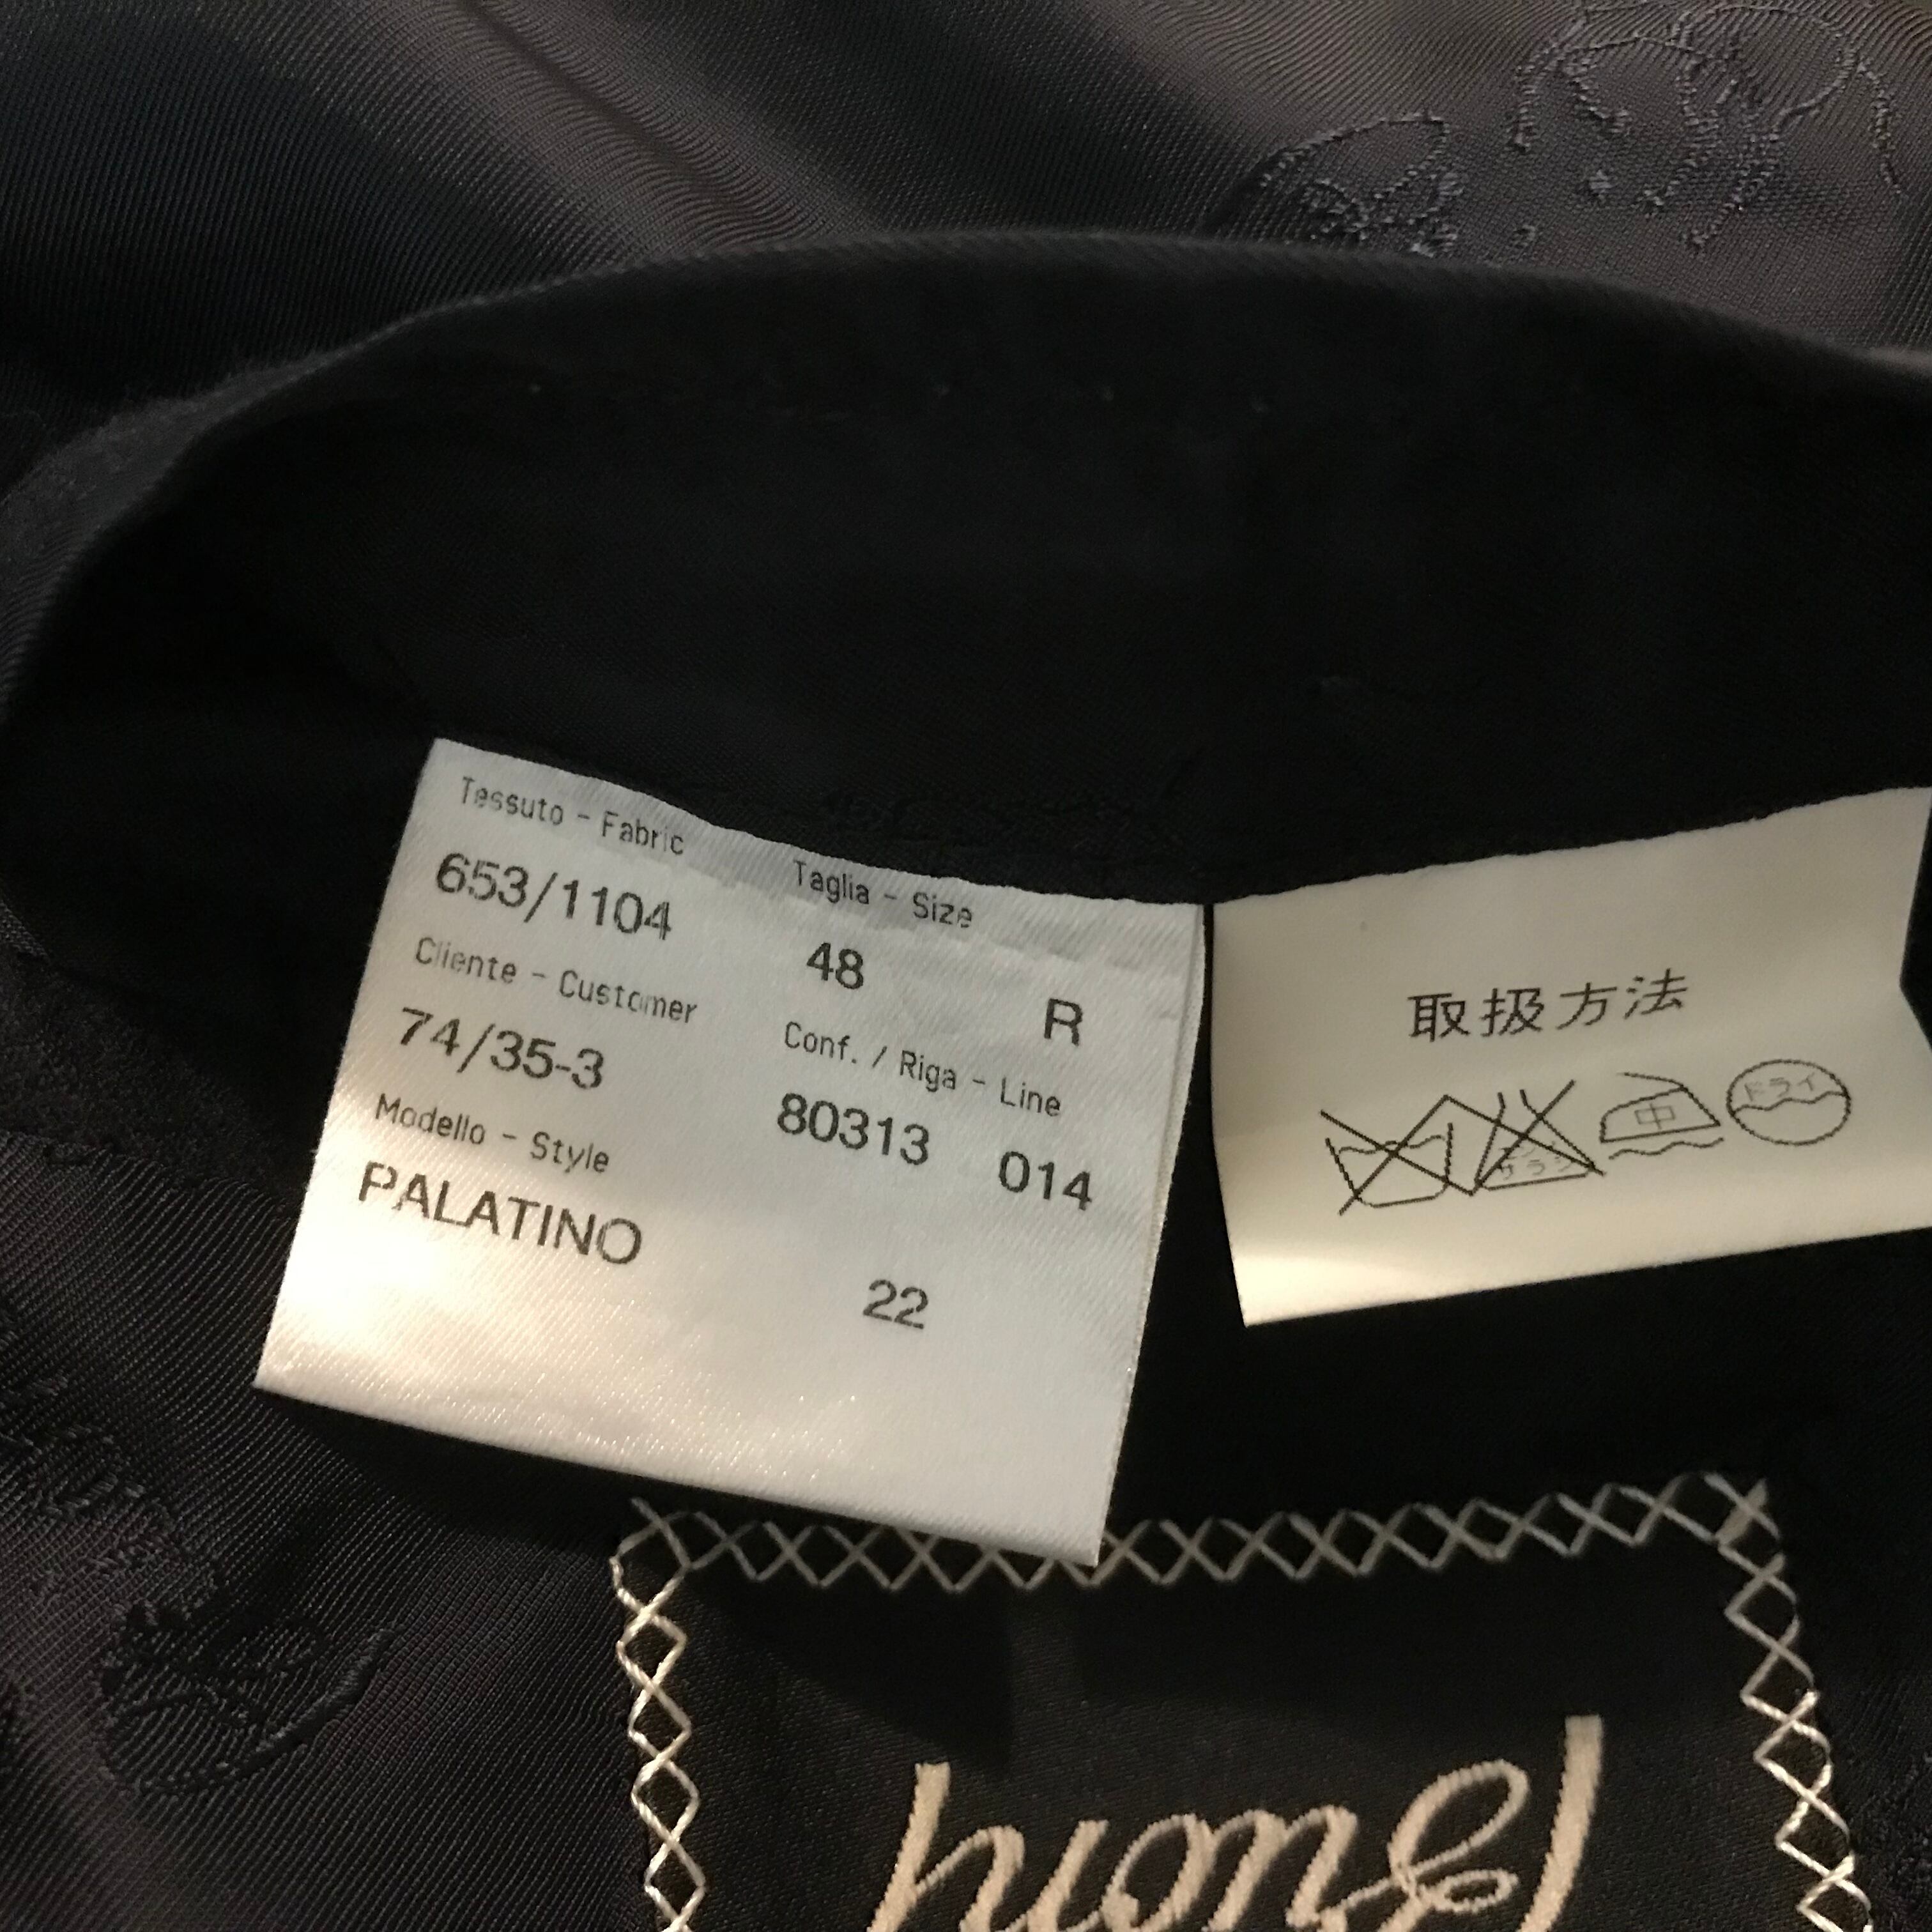 Tessuto - Fabric
653/1104
Taglia - Size
48 R
Cliente - Customer
74/35-3
Conf. / Riga - Line
80313 014
Modello - Style
PALATINO
22
取扱方法
中
ドライ